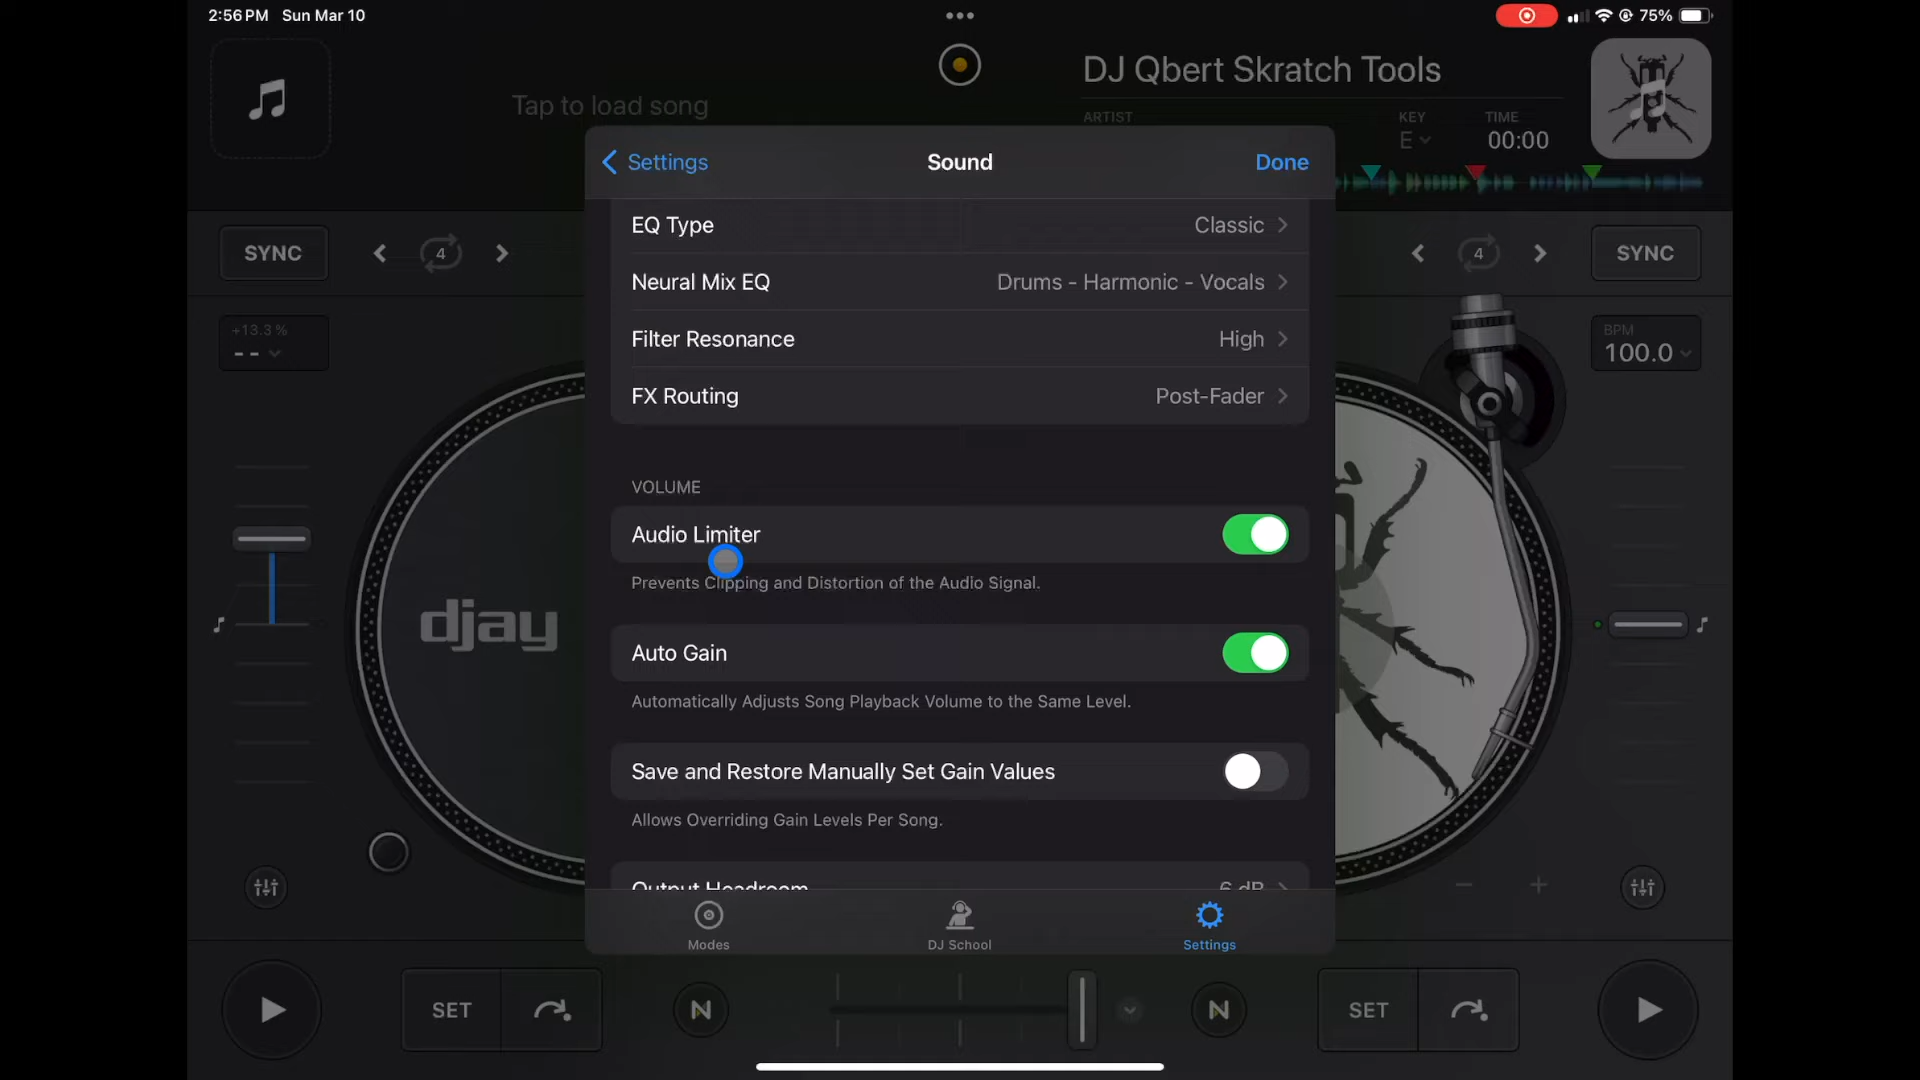 2:56 PM Sun Mar 10
75%
Tap to load song
DJ Qbert Skratch Tools
ARTIST
KEY
E
TIME
00:00
Settings
Sound
Done
EQ Type
Classic
Neural Mix EQ
Drums - Harmonic - Vocals
Filter Resonance
High
FX Routing
Post-Fader
SYNC
4
4
SYNC
+13.3 %
--
BPM
100.0
VOLUME
Audio Limiter
Prevents Clipping and Distortion of the Audio Signal.
djay
Auto Gain
Automatically Adjusts Song Playback Volume to the Same Level.
Save and Restore Manually Set Gain Values
Allows Overriding Gain Levels Per Song.
Output Headroom
6 dB
Modes
DJ School
Settings
SET
N
N
SET